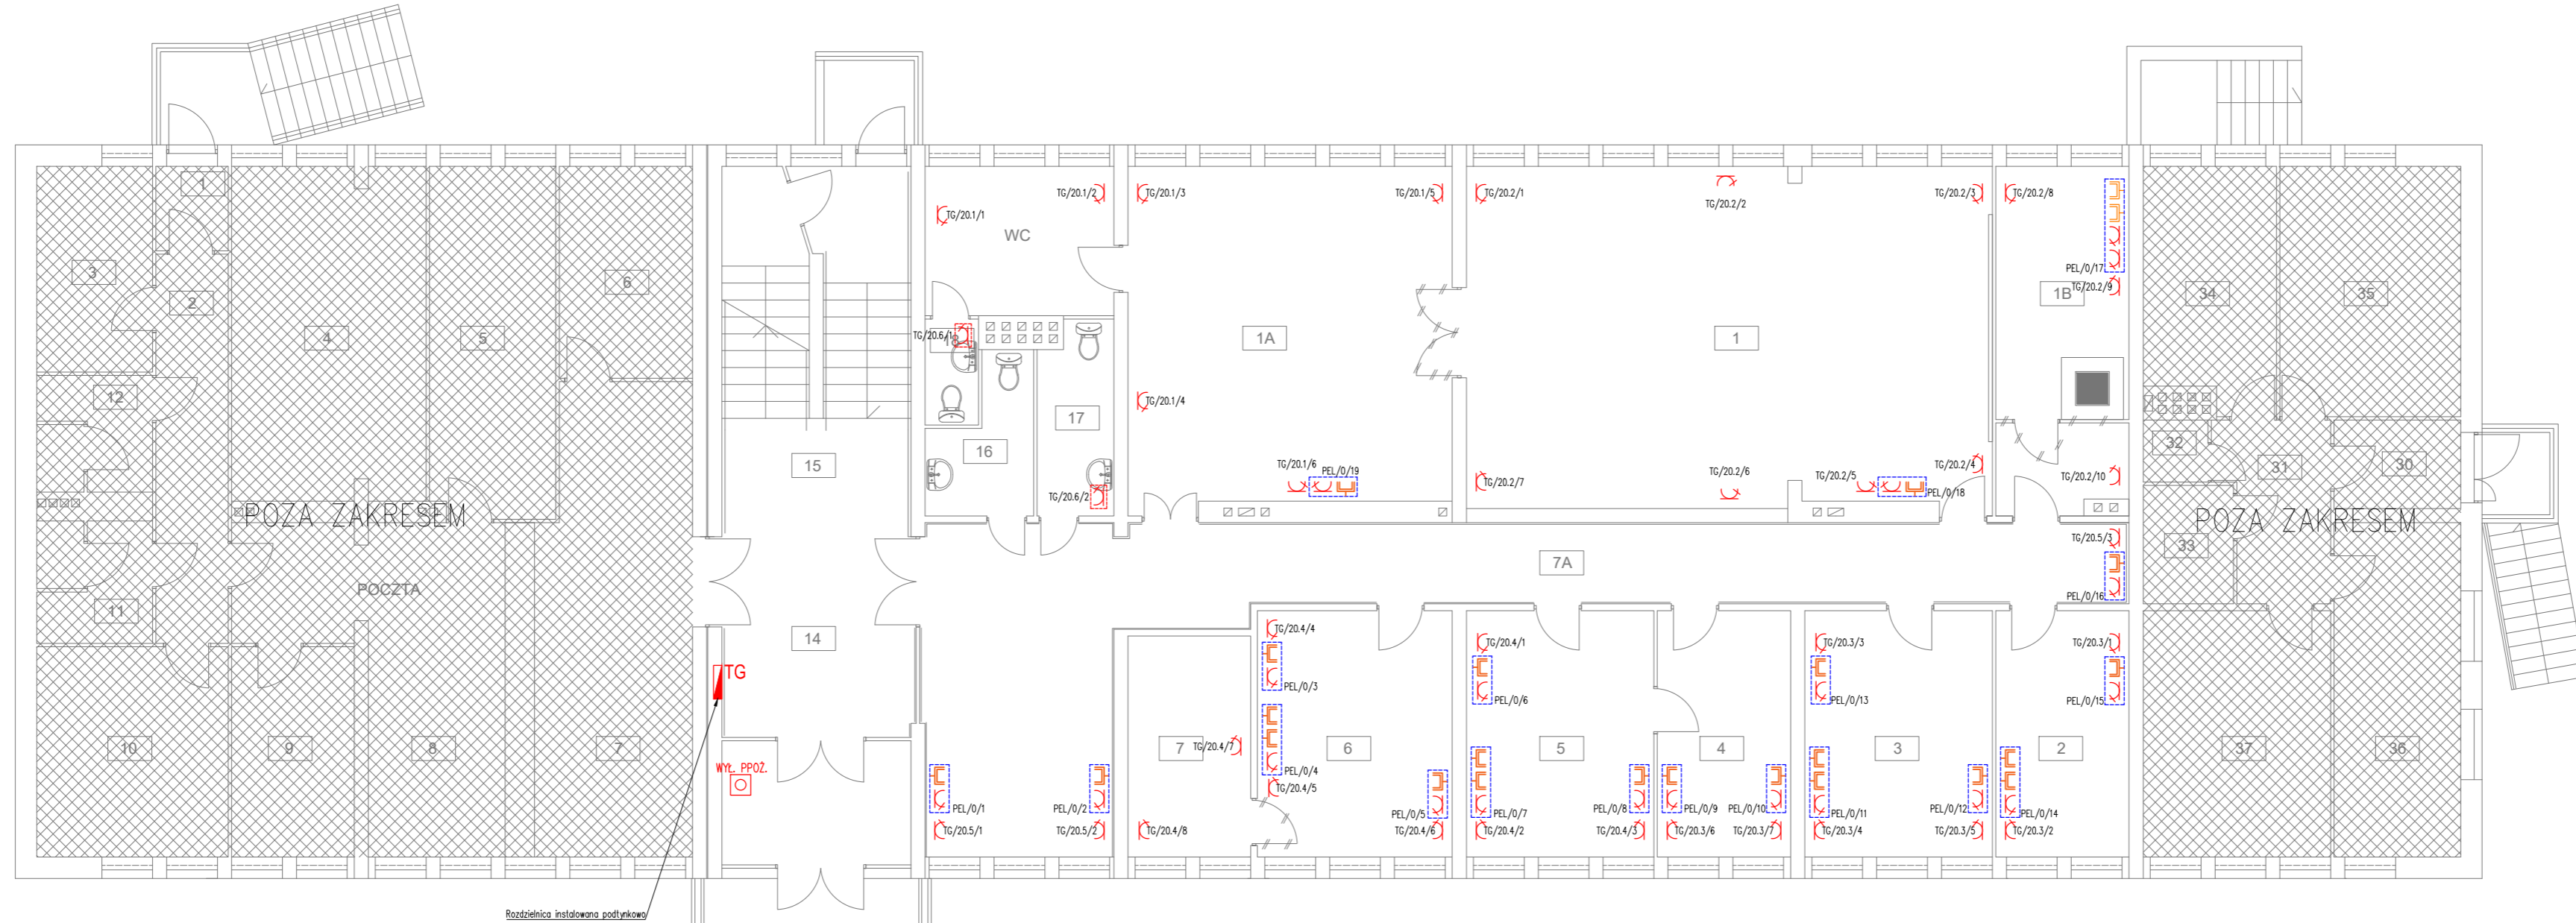 1
TG/20.1/2
TG/20.1/3
TG/20.1/5
TG/20.2/1
TG/20.2/2
TG/20.2/3
TG/20.2/8
TG/20.1/1
WC
3
2
6
PEL/0/17
TG/20.2/9
1B
34
35
4
5
TG/20.6/1
18
1A
1
12
TG/20.1/4
17
16
15
32
31
30
TG/20.1/6
PEL/0/19
TG/20.2/7
TG/20.2/6
TG/20.2/5
TG/20.2/4
PEL/0/18
TG/20.2/10
TG/20.6/2
POZA ZAKRESEM
POZA ZAKRESEM
33
TG/20.5/3
7A
POCZTA
PEL/0/16
11
14
TG/20.4/4
TG/20.4/1
TG/20.3/3
TG/20.3/1
TG
PEL/0/3
PEL/0/6
PEL/0/13
PEL/0/15
10
9
8
7
7
TG/20.4/7
6
5
4
3
2
37
36
WYŁ. PPOŻ.
PEL/0/4
TG/20.4/5
PEL/0/1
PEL/0/2
PEL/0/5
PEL/0/7
PEL/0/8
PEL/0/9
PEL/0/10
PEL/0/11
PEL/0/12
PEL/0/14
TG/20.5/1
TG/20.5/2
TG/20.4/8
TG/20.4/6
TG/20.4/2
TG/20.4/3
TG/20.3/6
TG/20.3/7
TG/20.3/4
TG/20.3/5
TG/20.3/2
Rozdzielnica instalowana podtynkowo